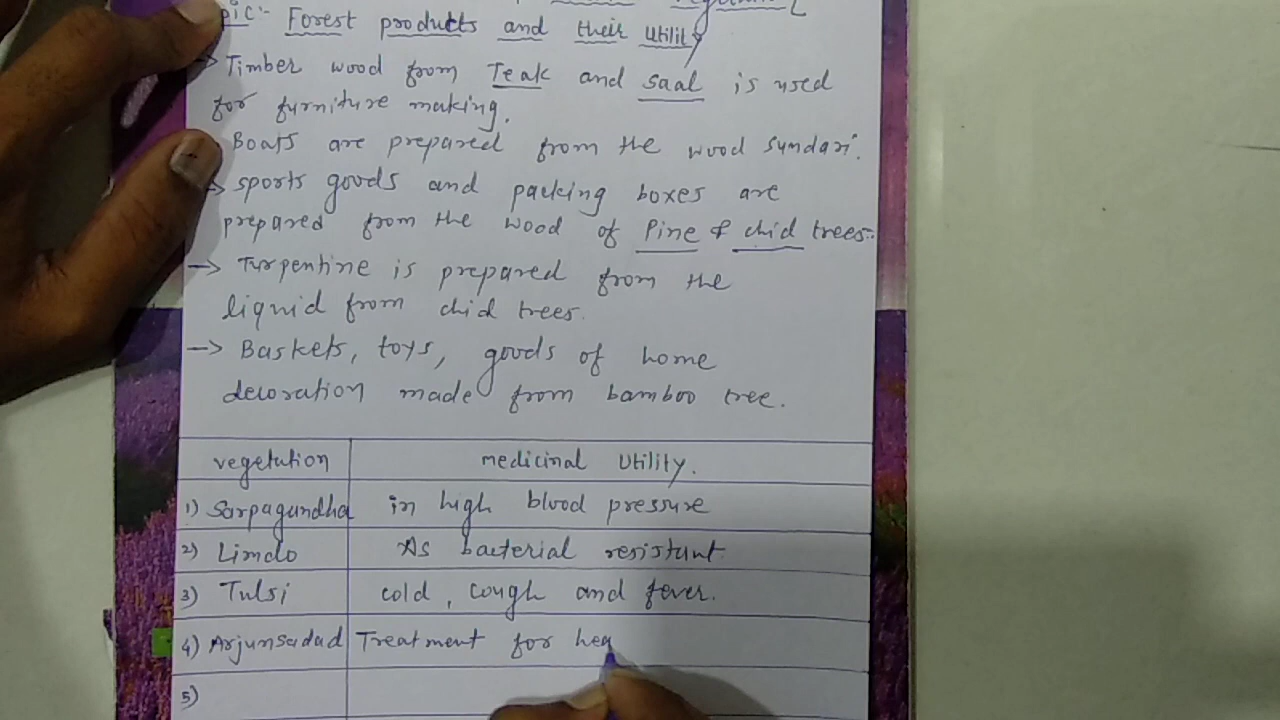 pic:- Forest products and their Utility
→ Timber wood from Teak and saal is used
for furniture making.
Boats are prepared from the wood sundari.
→ sports goods and packing boxes are
prepared from the wood of Pine & chid trees.
→ Turpentine is prepared from the
liquid from chid trees.
→ Baskets, toys, goods of home
decoration made from bamboo tree.
vegetation medicinal Utility.
1) Sarpagandha in high blood pressure
2) Limdo As bacterial resistant.
3) Tulsi cold, cough and fever.
4) Arjunsadad Treatment for hea
5)